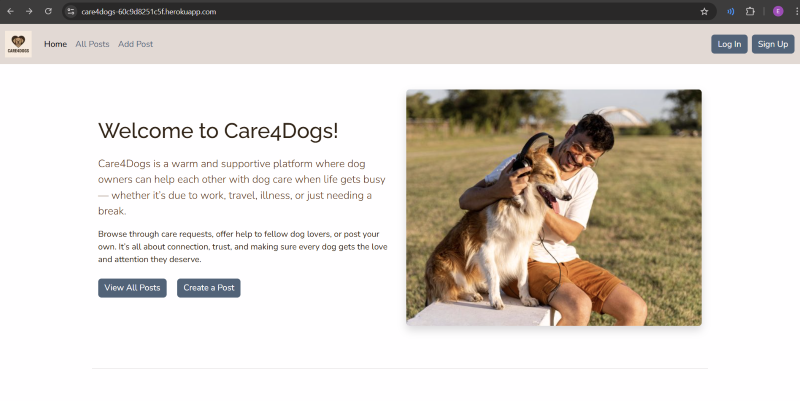 care4dogs-60c9d8251c5f.herokuapp.com
E
CARE4DOGS
Home All Posts Add Post
Log In Sign Up
Welcome to Care4Dogs!
Care4Dogs is a warm and supportive platform where dog
owners can help each other with dog care when life gets busy
— whether it's due to work, travel, illness, or just needing a
break.
Browse through care requests, offer help to fellow dog lovers, or post your
own. It's all about connection, trust, and making sure every dog gets the love
and attention they deserve.
View All Posts Create a Post